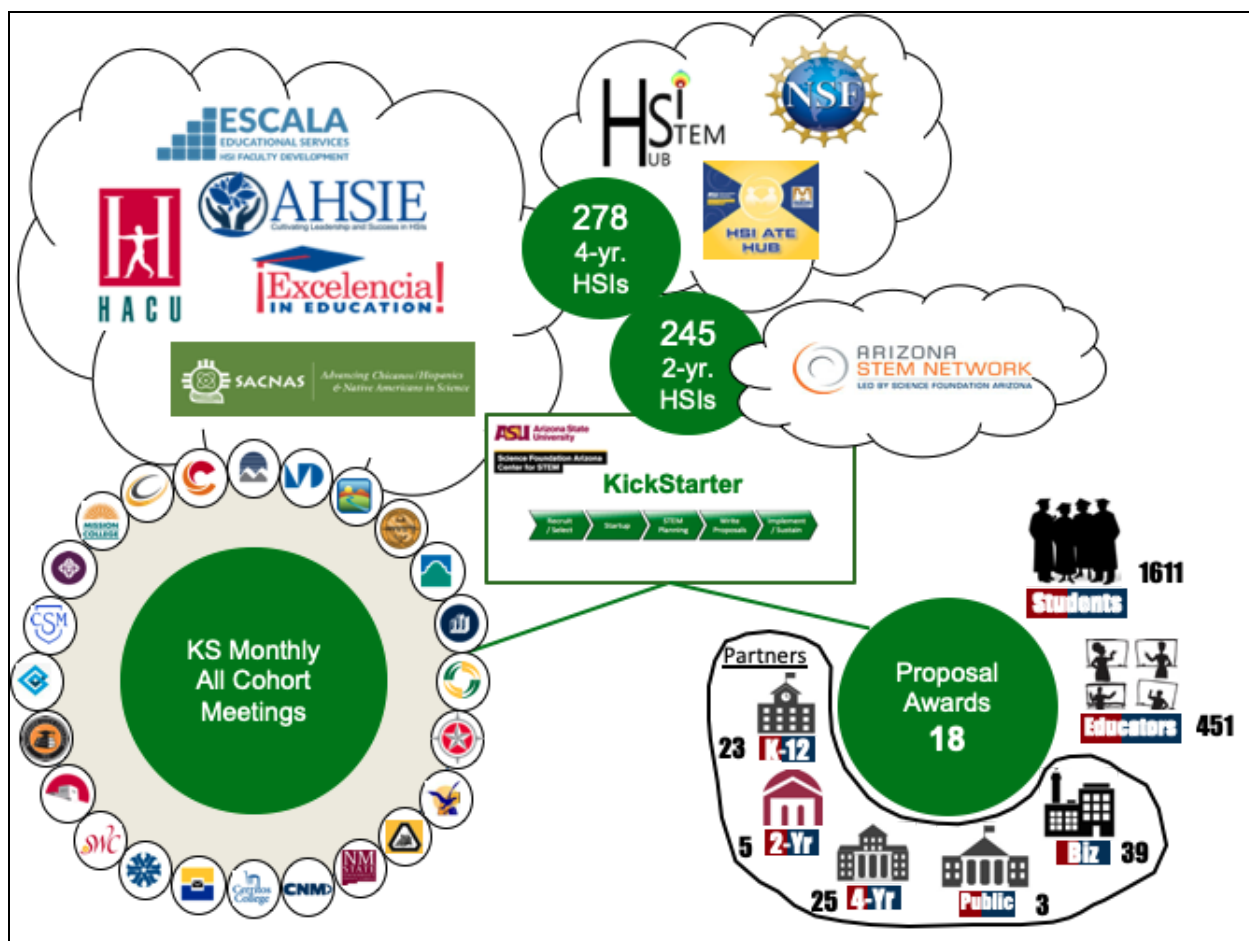 ESCALA
EDUCATIONAL SERVICES
HSI FACULTY DEVELOPMENT
AHSIE
Cultivating Leadership and Success in HSIs
HACU
¡Excelencia!
IN EDUCATION
SACNAS
Advancing Chicanos/Hispanics
& Native Americans in Science
HSi
STEM
HUB
NSF
HSI ATE
HUB
278
4-yr.
HSIs
245
2-yr.
HSIs
ARIZONA
STEM NETWORK
LED BY SCIENCE FOUNDATION ARIZONA
ASU Arizona State
University
Science Foundation Arizona
Center for STEM
KickStarter
Recruit
/ Select
Startup
STEM
Planning
Write
Proposals
Implement
/ Sustain
MISSION
COLLEGE
CSM
SWC
Cerritos
College
CNM
NM
STATE
KS Monthly
All Cohort
Meetings
Students
1611
Educators
451
Proposal
Awards
18
Partners
23
K-12
5
2-Yr
25
4-Yr
Public
3
Biz
39